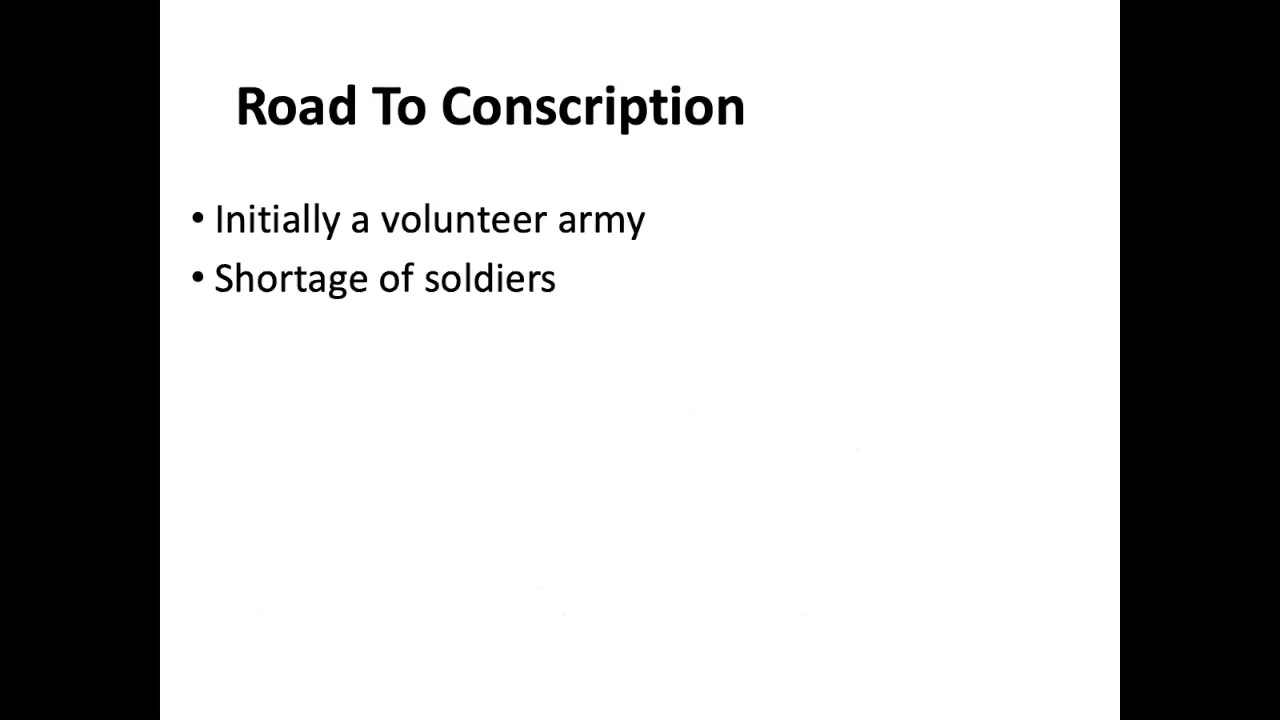 Road To Conscription
• Initially a volunteer army
• Shortage of soldiers